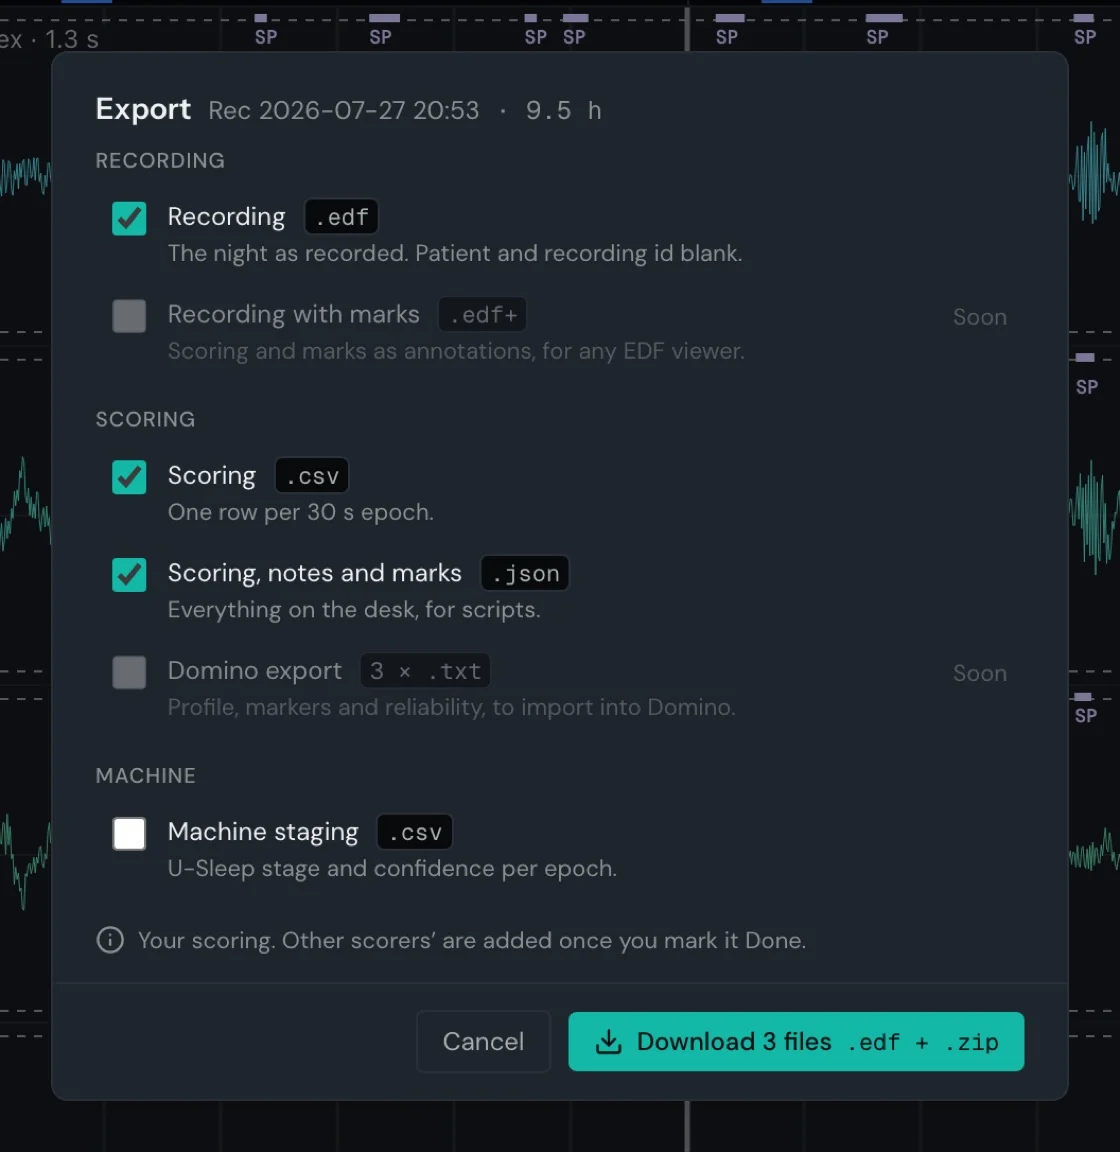 ex · 1.3 s
SP SP SP SP SP SP SP
Export Rec 2026-07-27 20:53 · 9.5 h
RECORDING
Recording .edf
The night as recorded. Patient and recording id blank.
Recording with marks .edf+ Soon
Scoring and marks as annotations, for any EDF viewer.
SP
SCORING
Scoring .csv
One row per 30 s epoch.
Scoring, notes and marks .json
Everything on the desk, for scripts.
Domino export 3 × .txt Soon
Profile, markers and reliability, to import into Domino.
SP
MACHINE
Machine staging .csv
U-Sleep stage and confidence per epoch.
Your scoring. Other scorers’ are added once you mark it Done.
Cancel Download 3 files .edf + .zip